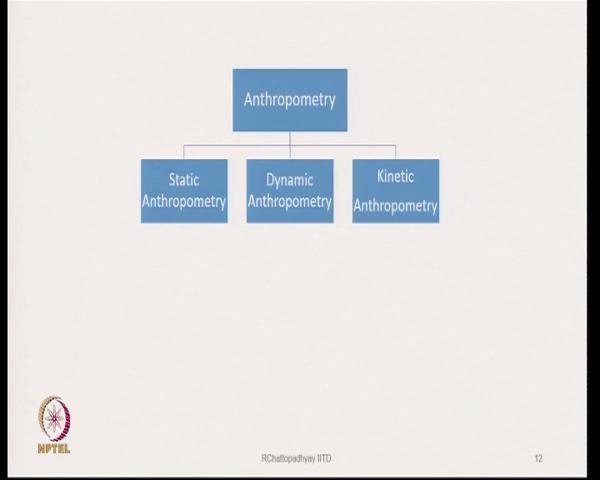 Anthropometry
Static
Anthropometry
Dynamic
Anthropometry
Kinetic
Anthropometry
NPTEL
RChattopadhyay IITD
12